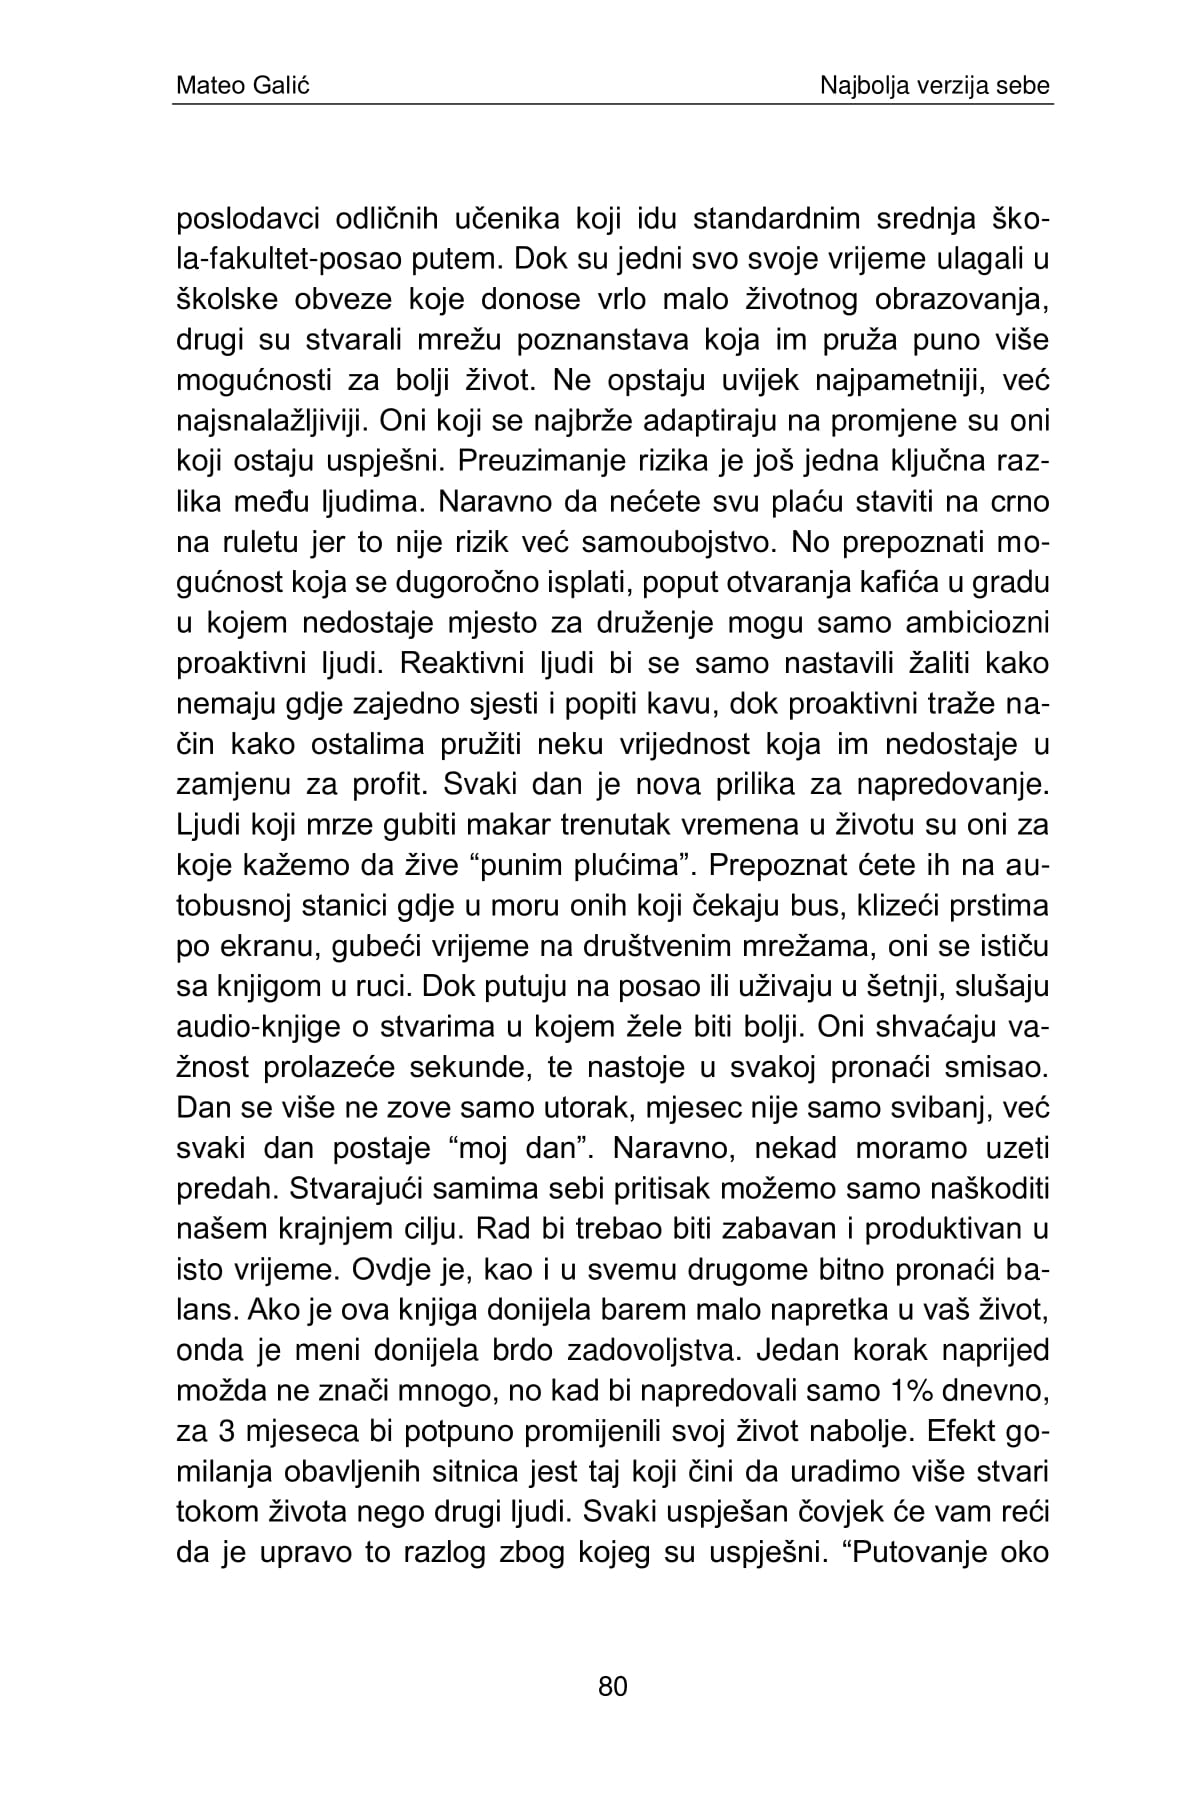 Mateo Galić
Najbolja verzija sebe
poslodavci odličnih učenika koji idu standardnim srednja ško-
la-fakultet-posao putem. Dok su jedni svo svoje vrijeme ulagali u
školske obveze koje donose vrlo malo životnog obrazovanja,
drugi su stvarali mrežu poznanstava koja im pruža puno više
mogućnosti za bolji život. Ne opstaju uvijek najpametniji, već
najsnalažljiviji. Oni koji se najbrže adaptiraju na promjene su oni
koji ostaju uspješni. Preuzimanje rizika je još jedna ključna raz-
lika među ljudima. Naravno da nećete svu plaću staviti na crno
na ruletu jer to nije rizik već samoubojstvo. No prepoznati mo-
gućnost koja se dugoročno isplati, poput otvaranja kafića u gradu
u kojem nedostaje mjesto za druženje mogu samo ambiciozni
proaktivni ljudi. Reaktivni ljudi bi se samo nastavili žaliti kako
nemaju gdje zajedno sjesti i popiti kavu, dok proaktivni traže na-
čin kako ostalima pružiti neku vrijednost koja im nedostaje u
zamjenu za profit. Svaki dan je nova prilika za napredovanje.
Ljudi koji mrze gubiti makar trenutak vremena u životu su oni za
koje kažemo da žive “punim plućima”. Prepoznat ćete ih na au-
tobusnoj stanici gdje u moru onih koji čekaju bus, klizeći prstima
po ekranu, gubeći vrijeme na društvenim mrežama, oni se ističu
sa knjigom u ruci. Dok putuju na posao ili uživaju u šetnji, slušaju
audio-knjige o stvarima u kojem žele biti bolji. Oni shvaćaju va-
žnost prolazeće sekunde, te nastoje u svakoj pronaći smisao.
Dan se više ne zove samo utorak, mjesec nije samo svibanj, već
svaki dan postaje “moj dan”. Naravno, nekad moramo uzeti
predah. Stvarajući samima sebi pritisak možemo samo naškoditi
našem krajnjem cilju. Rad bi trebao biti zabavan i produktivan u
isto vrijeme. Ovdje je, kao i u svemu drugome bitno pronaći ba-
lans. Ako je ova knjiga donijela barem malo napretka u vaš život,
onda je meni donijela brdo zadovoljstva. Jedan korak naprijed
možda ne znači mnogo, no kad bi napredovali samo 1% dnevno,
za 3 mjeseca bi potpuno promijenili svoj život nabolje. Efekt go-
milanja obavljenih sitnica jest taj koji čini da uradimo više stvari
tokom života nego drugi ljudi. Svaki uspješan čovjek će vam reći
da je upravo to razlog zbog kojeg su uspješni. “Putovanje oko
80